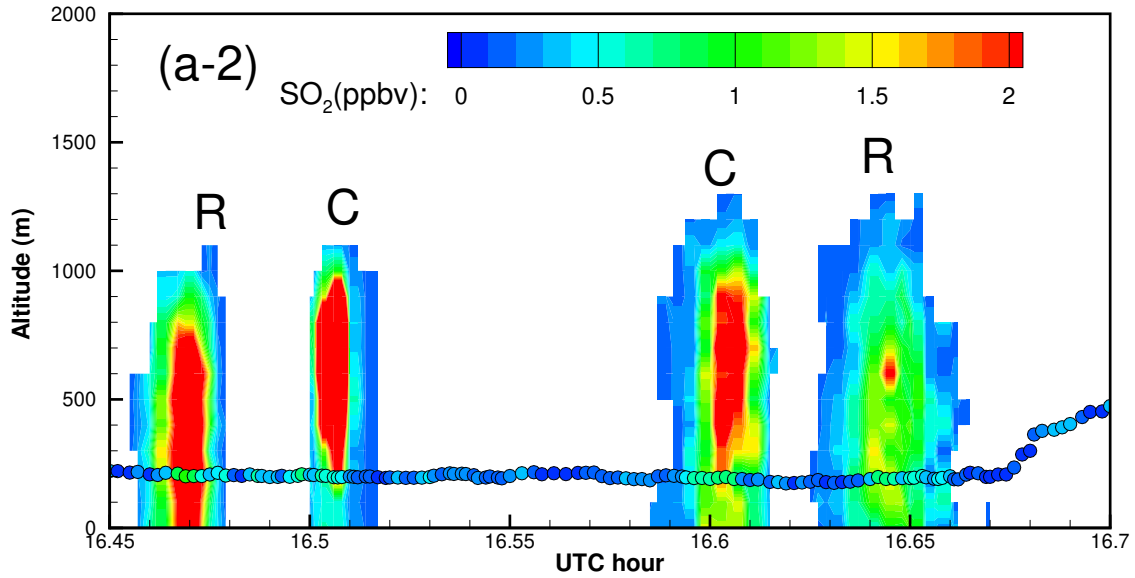 2000
(a-2)
SO₂(ppbv): 0 0.5 1 1.5 2
1500
R C C R
1000
Altitude (m)
500
0
16.45 16.5 16.55 16.6 16.65 16.7
UTC hour